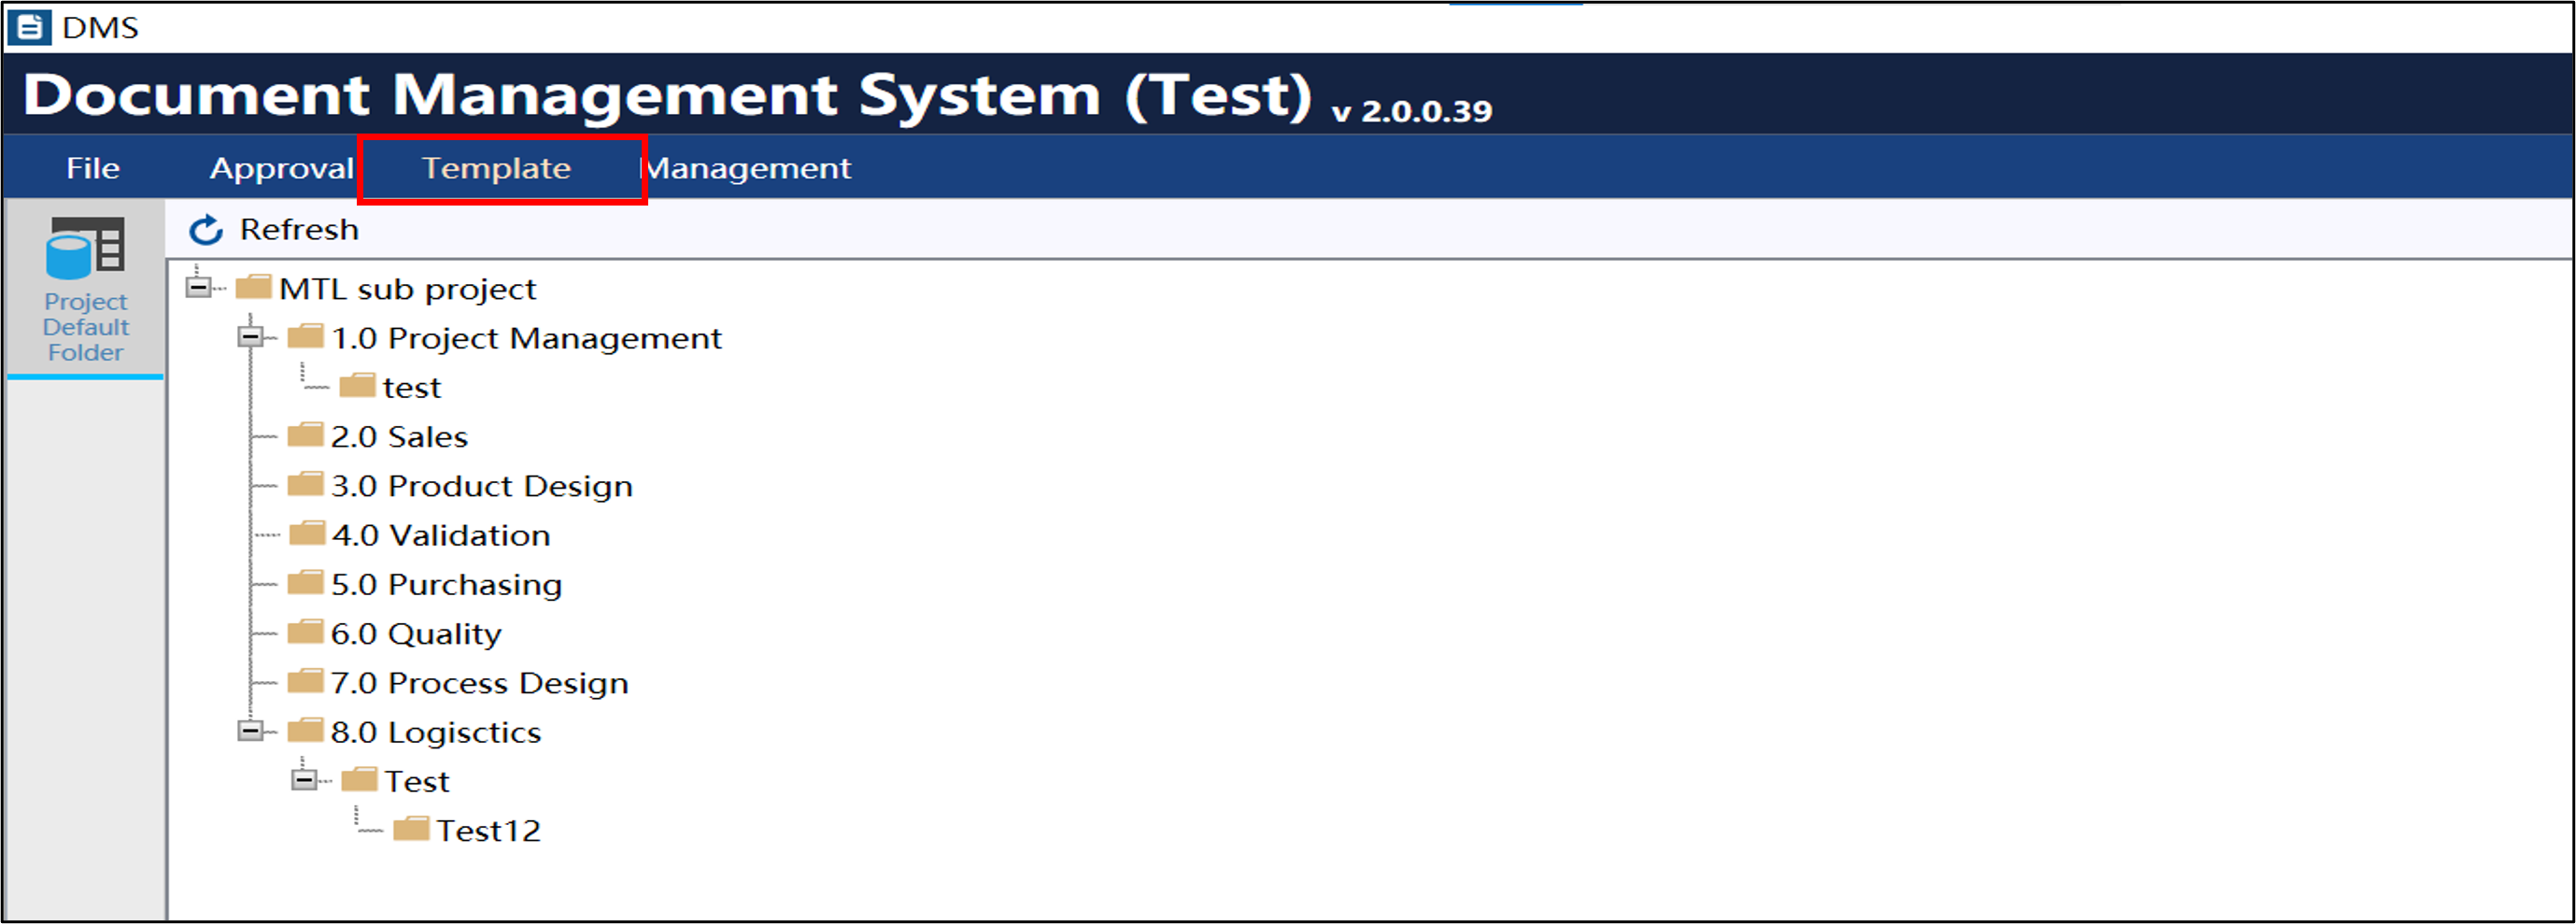 DMS
Document Management System (Test) v 2.0.0.39
File Approval Template Management
Project
Default
Folder
Refresh
MTL sub project
1.0 Project Management
test
2.0 Sales
3.0 Product Design
4.0 Validation
5.0 Purchasing
6.0 Quality
7.0 Process Design
8.0 Logisctics
Test
Test12